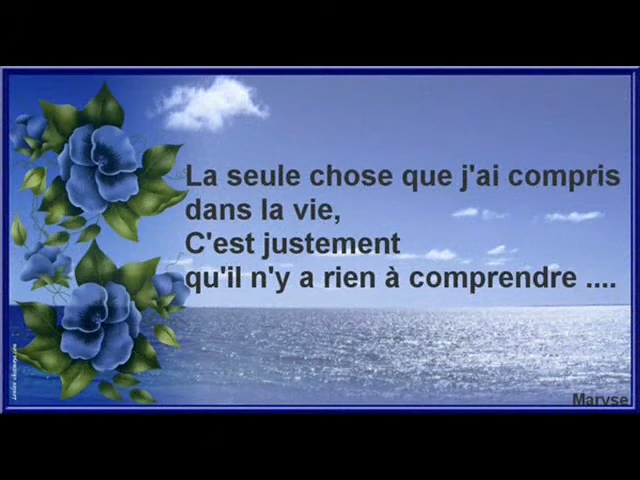 La seule chose que j'ai compris
dans la vie,
C'est justement
qu'il n'y a rien à comprendre ....
Maryse